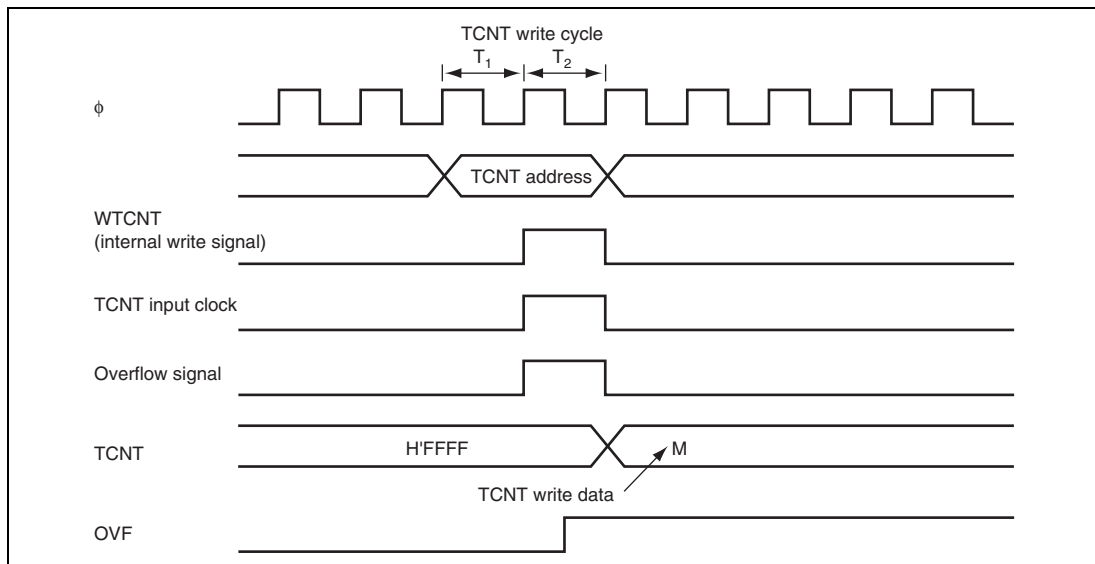 TCNT write cycle
T1 T2
ϕ
TCNT address
WTCNT
(internal write signal)
TCNT input clock
Overflow signal
TCNT H'FFFF M
TCNT write data
OVF